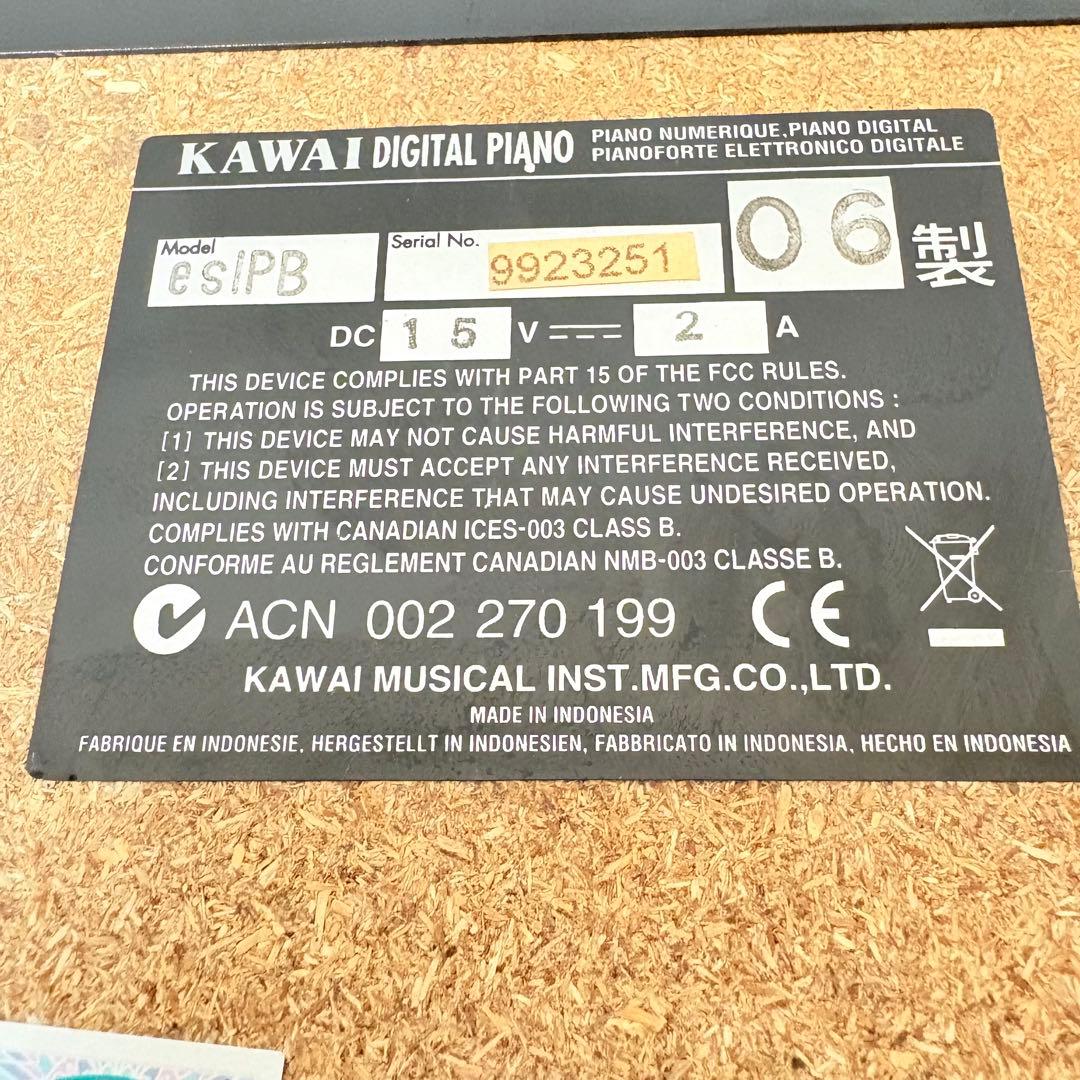 KAWAI DIGITAL PIANO
PIANO NUMERIQUE,PIANO DIGITAL
PIANOFORTE ELETTRONICO DIGITALE
Model es1PB
Serial No. 9923251
06製
DC 15 V 2 A
THIS DEVICE COMPLIES WITH PART 15 OF THE FCC RULES.
OPERATION IS SUBJECT TO THE FOLLOWING TWO CONDITIONS :
[1] THIS DEVICE MAY NOT CAUSE HARMFUL INTERFERENCE, AND
[2] THIS DEVICE MUST ACCEPT ANY INTERFERENCE RECEIVED,
INCLUDING INTERFERENCE THAT MAY CAUSE UNDESIRED OPERATION.
COMPLIES WITH CANADIAN ICES-003 CLASS B.
CONFORME AU REGLEMENT CANADIAN NMB-003 CLASSE B.
ACN 002 270 199 CE
KAWAI MUSICAL INST.MFG.CO.,LTD.
MADE IN INDONESIA
FABRIQUE EN INDONESIE, HERGESTELLT IN INDONESIEN, FABBRICATO IN INDONESIA, HECHO EN INDONESIA